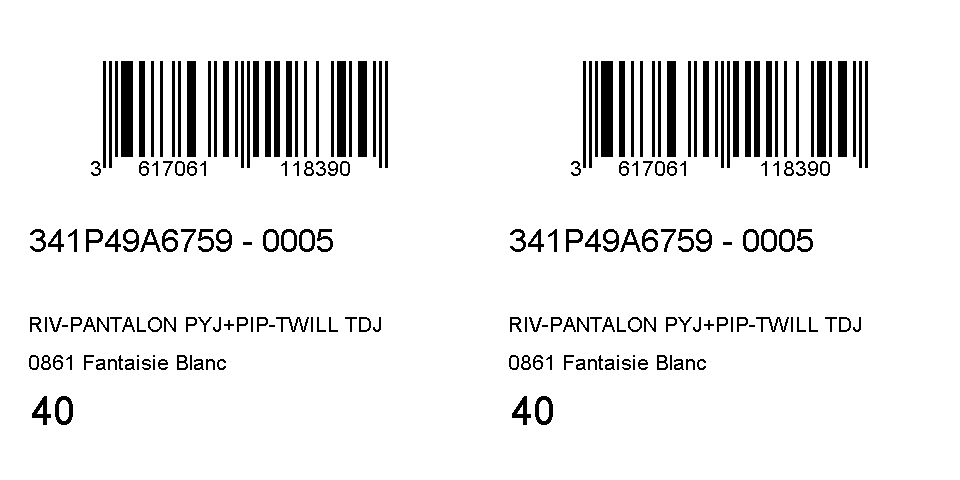 3 617061 118390
341P49A6759 - 0005
RIV-PANTALON PYJ+PIP-TWILL TDJ
0861 Fantaisie Blanc
40
3 617061 118390
341P49A6759 - 0005
RIV-PANTALON PYJ+PIP-TWILL TDJ
0861 Fantaisie Blanc
40